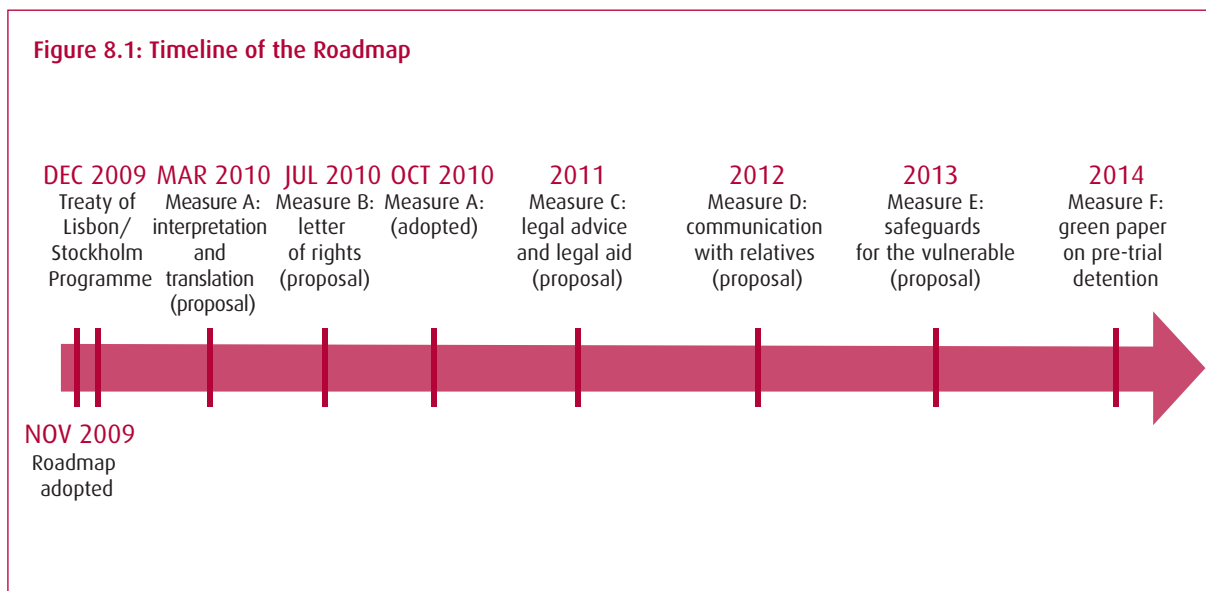 Figure 8.1: Timeline of the Roadmap
DEC 2009
Treaty of
Lisbon/
Stockholm
Programme
MAR 2010
Measure A:
interpretation
and
translation
(proposal)
JUL 2010
Measure B:
letter
of rights
(proposal)
OCT 2010
Measure A:
(adopted)
2011
Measure C:
legal advice
and legal aid
(proposal)
2012
Measure D:
communication
with relatives
(proposal)
2013
Measure E:
safeguards
for the vulnerable
(proposal)
2014
Measure F:
green paper
on pre-trial
detention
NOV 2009
Roadmap
adopted